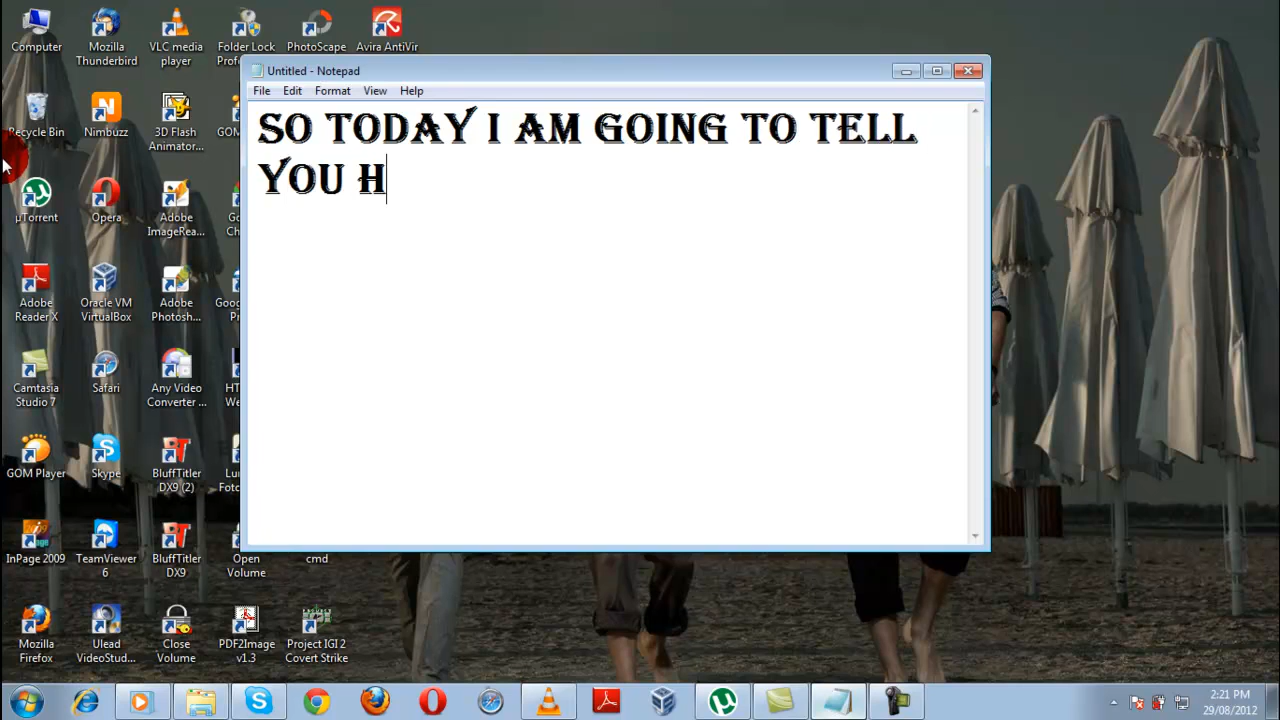 Computer
Mozilla Thunderbird
VLC media player
Folder Lock
PhotoScape
Avira AntiVir
Untitled - Notepad
File Edit Format View Help
SO TODAY I AM GOING TO TELL
YOU H
Recycle Bin
Nimbuzz
3D Flash Animator...
GOM
µTorrent
Opera
Adobe ImageRea...
Adobe Reader X
Oracle VM VirtualBox
Adobe Photosh...
Camtasia Studio 7
Safari
Any Video Converter ...
GOM Player
Skype
BluffTitler DX9 (2)
InPage 2009
TeamViewer 6
BluffTitler DX9
Open Volume
cmd
Mozilla Firefox
Ulead VideoStud...
Close Volume
PDF2Image v1.3
Project IGI 2 Covert Strike
2:21 PM
29/08/2012